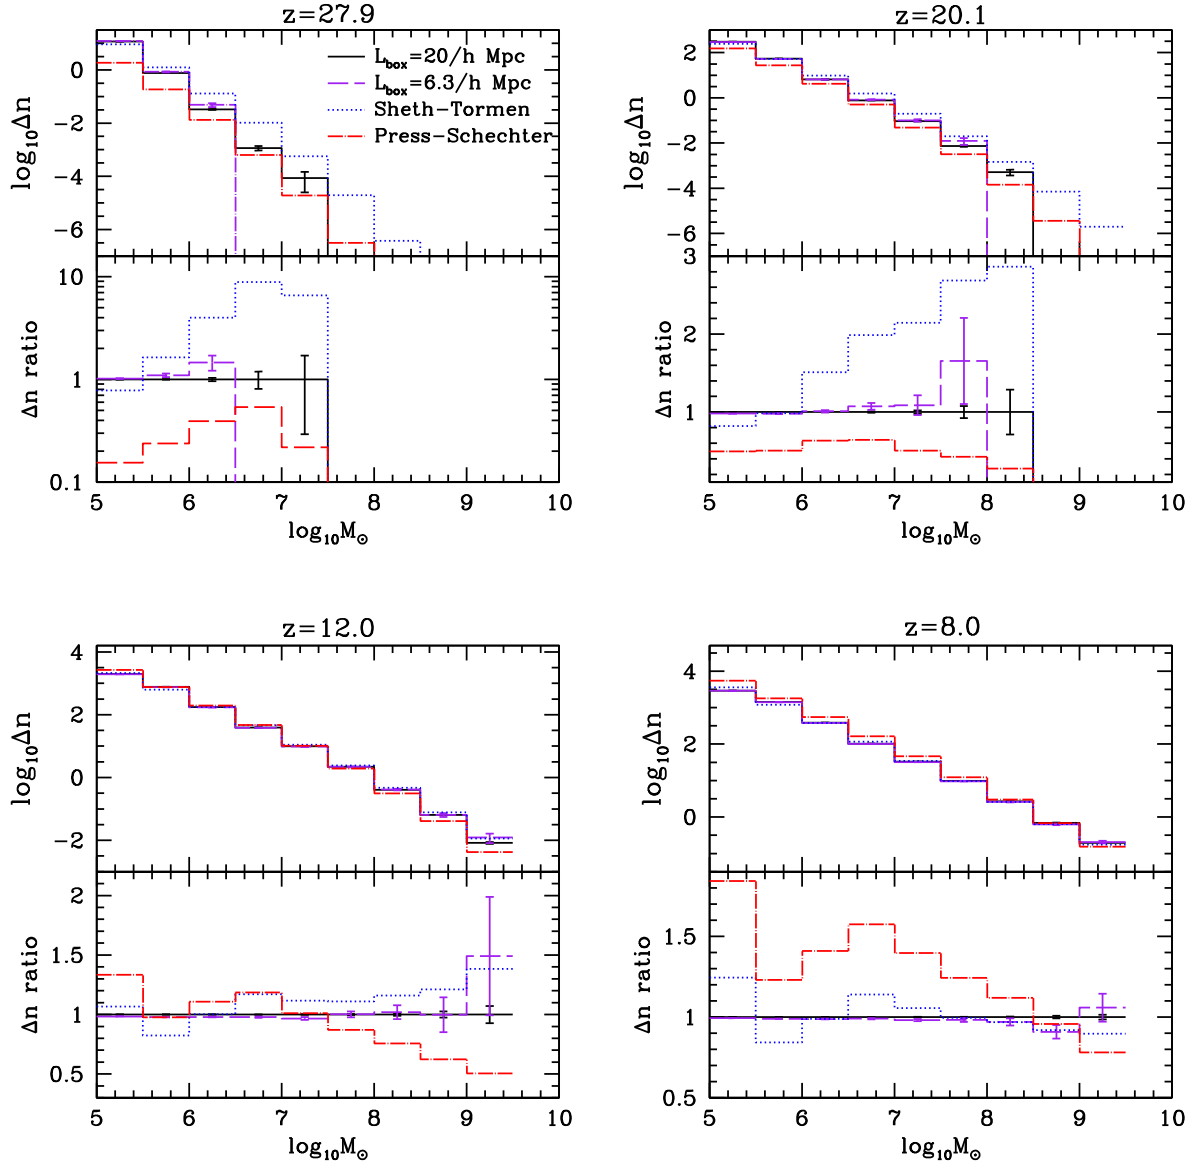 z=27.9
log₁₀Δn
0
−2
−4
−6
L_box=20/h Mpc
L_box=6.3/h Mpc
Sheth−Tormen
Press−Schechter
Δn ratio
10
1
0.1
5 6 7 8 9 10
log₁₀M⊙
z=20.1
log₁₀Δn
2
0
−2
−4
−6
Δn ratio
3
2
1
5 6 7 8 9 10
log₁₀M⊙
z=12.0
log₁₀Δn
4
2
0
−2
Δn ratio
2
1.5
1
0.5
5 6 7 8 9 10
log₁₀M⊙
z=8.0
log₁₀Δn
4
2
0
Δn ratio
1.5
1
0.5
5 6 7 8 9 10
log₁₀M⊙